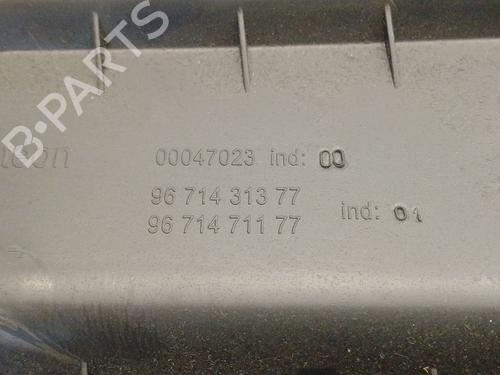 B-PARTS
00047023 ind: 00
96 714 313 77
96 714 711 77
ind: 01